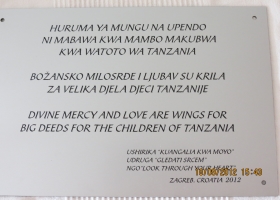 HURUMA YA MUNGU NA UPENDO
NI MABAWA KWA MAMBO MAKUBWA
KWA WATOTO WA TANZANIA
BOŽANSKO MILOSRĐE I LJUBAV SU KRILA
ZA VELIKA DJELA DJECI TANZANIJE
DIVINE MERCY AND LOVE ARE WINGS FOR
BIG DEEDS FOR THE CHILDREN OF TANZANIA
USHIRIKA "KUANGALIA KWA MOYO"
UDRUGA "GLEDATI SRCEM"
NGO "LOOK THROUGH YOUR HEART"
ZAGREB, CROATIA 2012